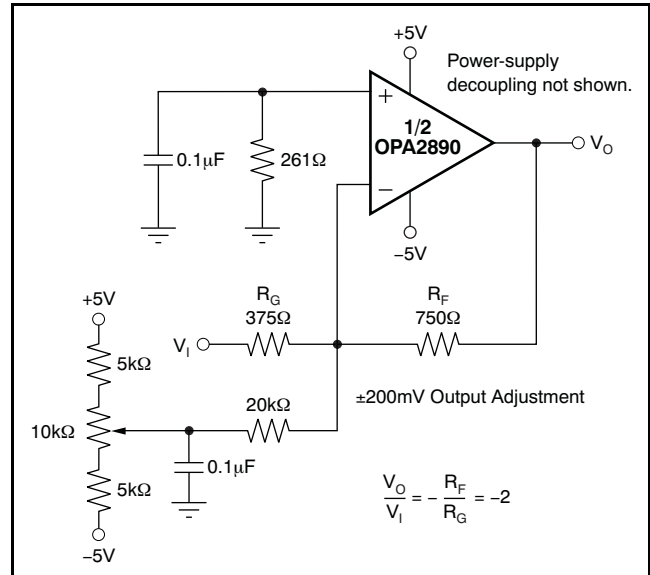 +5V
Power-supply
decoupling not shown.
+
1/2
OPA2890
V_O
0.1μF
261Ω
−
−5V
+5V
R_G
375Ω
R_F
750Ω
V_I
5kΩ
±200mV Output Adjustment
20kΩ
10kΩ
0.1μF
5kΩ
V_O / V_I = − R_F / R_G = −2
−5V